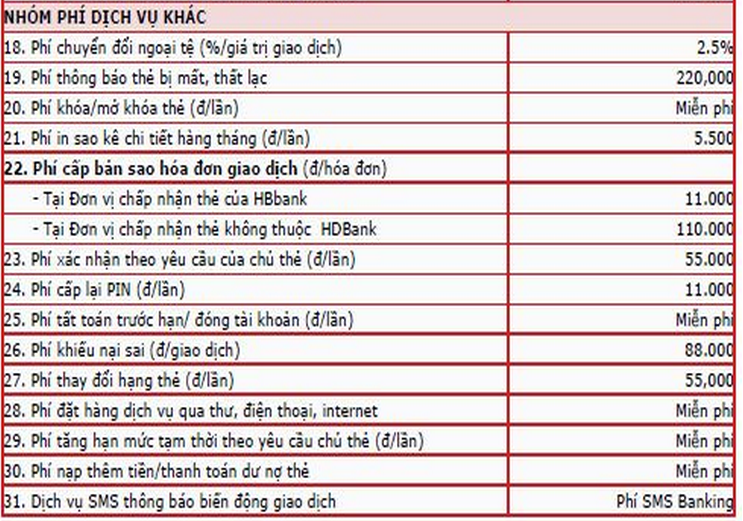 NHÓM PHÍ DỊCH VỤ KHÁC
18. Phí chuyển đổi ngoại tệ (%/giá trị giao dịch) 2.5%
19. Phí thông báo thẻ bị mất, thất lạc 220,000
20. Phí khóa/mở khóa thẻ (đ/lần) Miễn phí
21. Phí in sao kê chi tiết hàng tháng (đ/lần) 5.500
22. Phí cấp bản sao hóa đơn giao dịch (đ/hóa đơn)
- Tại Đơn vị chấp nhận thẻ của HBbank 11.000
- Tại Đơn vị chấp nhận thẻ không thuộc HDBank 110.000
23. Phí xác nhận theo yêu cầu của chủ thẻ (đ/lần) 55.000
24. Phí cấp lại PIN (đ/lần) 11.000
25. Phí tất toán trước hạn/ đóng tài khoản (đ/lần) Miễn phí
26. Phí khiếu nại sai (đ/giao dịch) 88.000
27. Phí thay đổi hạng thẻ (đ/lần) 55,000
28. Phí đặt hàng dịch vụ qua thư, điện thoại, internet Miễn phí
29. Phí tăng hạn mức tạm thời theo yêu cầu chủ thẻ (đ/lần) Miễn phí
30. Phí nạp thêm tiền/thanh toán dư nợ thẻ Miễn phí
31. Dịch vụ SMS thông báo biến động giao dịch Phí SMS Banking